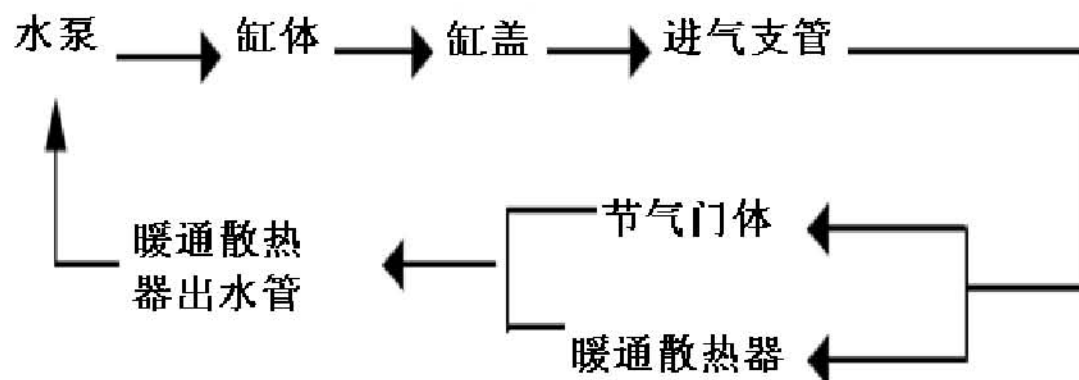 水泵
缸体
缸盖
进气支管
节气门体
暖通散热
器出水管
暖通散热器